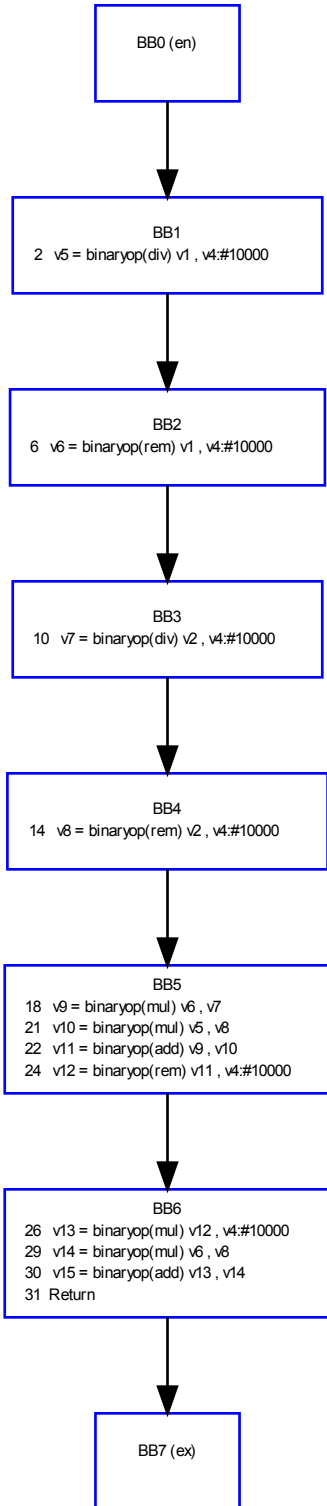 BB0 (en)
BB1
2 v5 = binaryop(div) v1 , v4:#10000
BB2
6 v6 = binaryop(rem) v1 , v4:#10000
BB3
10 v7 = binaryop(div) v2 , v4:#10000
BB4
14 v8 = binaryop(rem) v2 , v4:#10000
BB5
18 v9 = binaryop(mul) v6 , v7
21 v10 = binaryop(mul) v5 , v8
22 v11 = binaryop(add) v9 , v10
24 v12 = binaryop(rem) v11 , v4:#10000
BB6
26 v13 = binaryop(mul) v12 , v4:#10000
29 v14 = binaryop(mul) v6 , v8
30 v15 = binaryop(add) v13 , v14
31 Return
BB7 (ex)